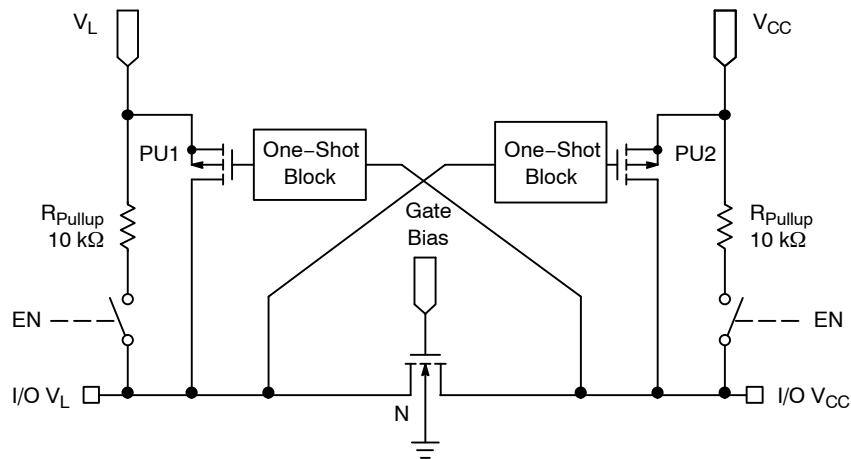 V_L
V_CC
PU1
One−Shot
Block
One−Shot
Block
PU2
Gate
Bias
R_Pullup
10 kΩ
R_Pullup
10 kΩ
EN
EN
I/O V_L
N
I/O V_CC